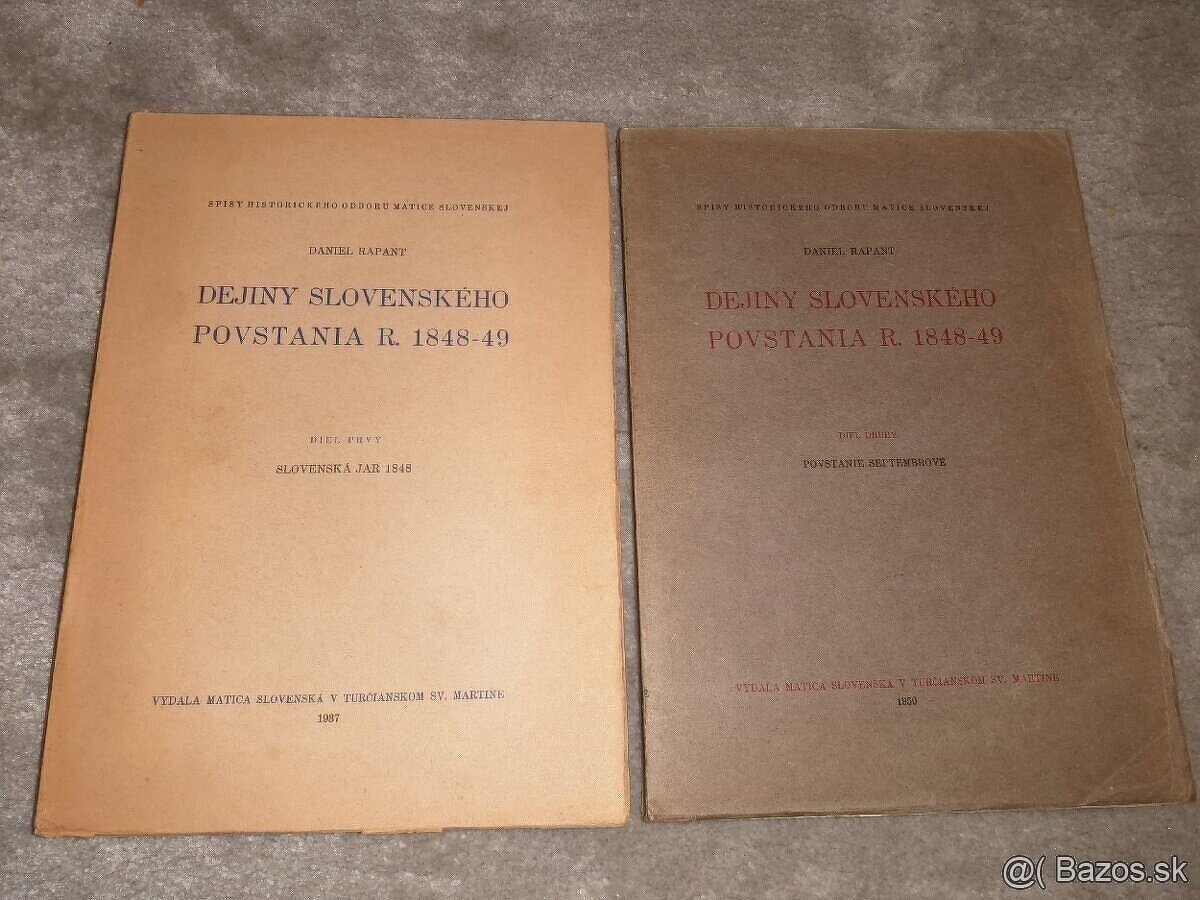 SPISY HISTORICKÉHO ODBORU MATICE SLOVENSKEJ
DANIEL RAPANT
DEJINY SLOVENSKÉHO
POVSTANIA R. 1848-49
DIEL PRVÝ
SLOVENSKÁ JAR 1848
VYDALA MATICA SLOVENSKÁ V TURČIANSKOM SV. MARTINE
1937
SPISY HISTORICKÉHO ODBORU MATICE SLOVENSKEJ
DANIEL RAPANT
DEJINY SLOVENSKÉHO
POVSTANIA R. 1848-49
DIEL DRUHÝ
POVSTANIE SEPTEMBROVÉ
VYDALA MATICA SLOVENSKÁ V TURČIANSKOM SV. MARTINE
1950
@( Bazos.sk